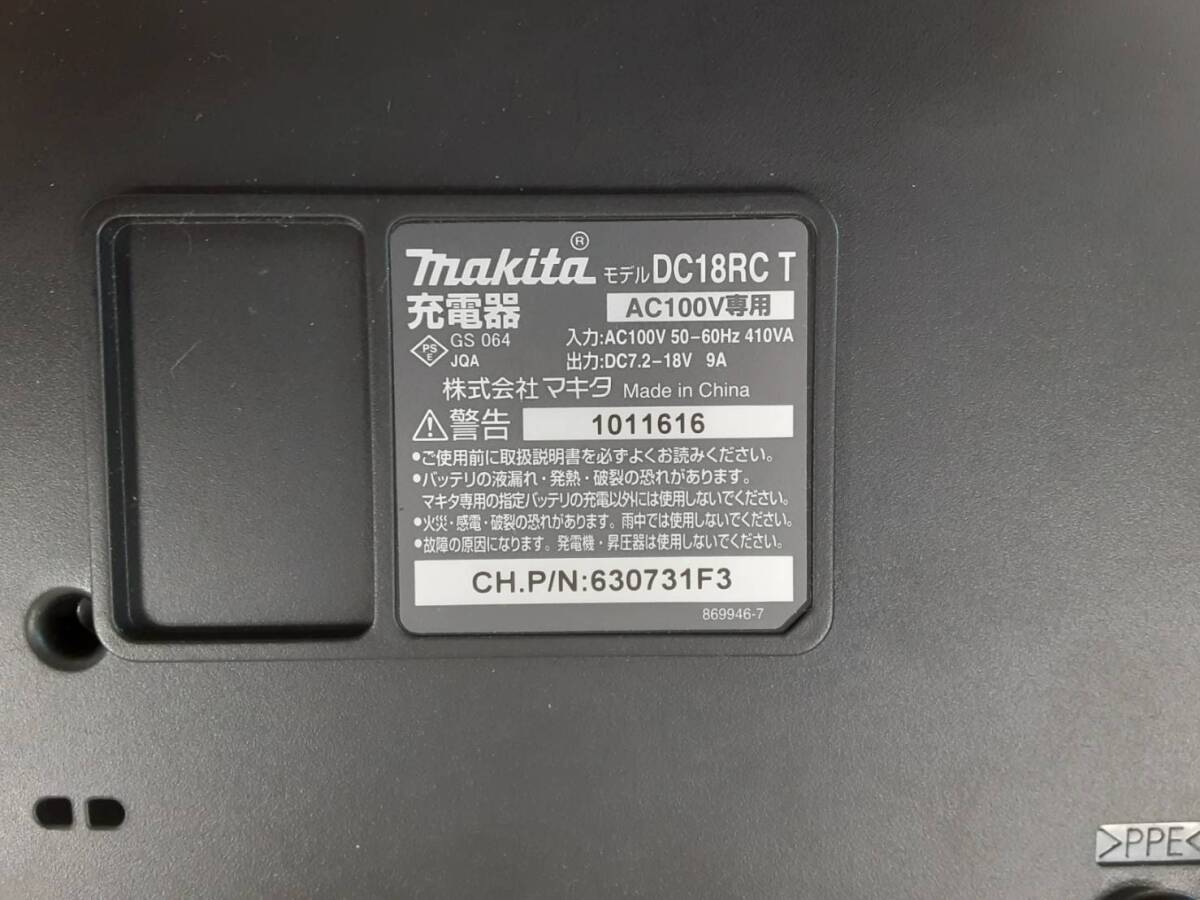 makita® モデル DC18RC T
充電器 AC100V専用
PSE GS 064 入力:AC100V 50-60Hz 410VA
JQA 出力:DC7.2-18V 9A
株式会社マキタ Made in China
警告 1011616
•ご使用前に取扱説明書を必ずよくお読みください。
•バッテリの液漏れ・発熱・破裂の恐れがあります。
マキタ専用の指定バッテリの充電以外には使用しないでください。
•火災・感電・破裂の恐れがあります。雨中では使用しないでください。
•故障の原因になります。発電機・昇圧器は使用しないでください。
CH.P/N:630731F3
869946-7
>PPE<